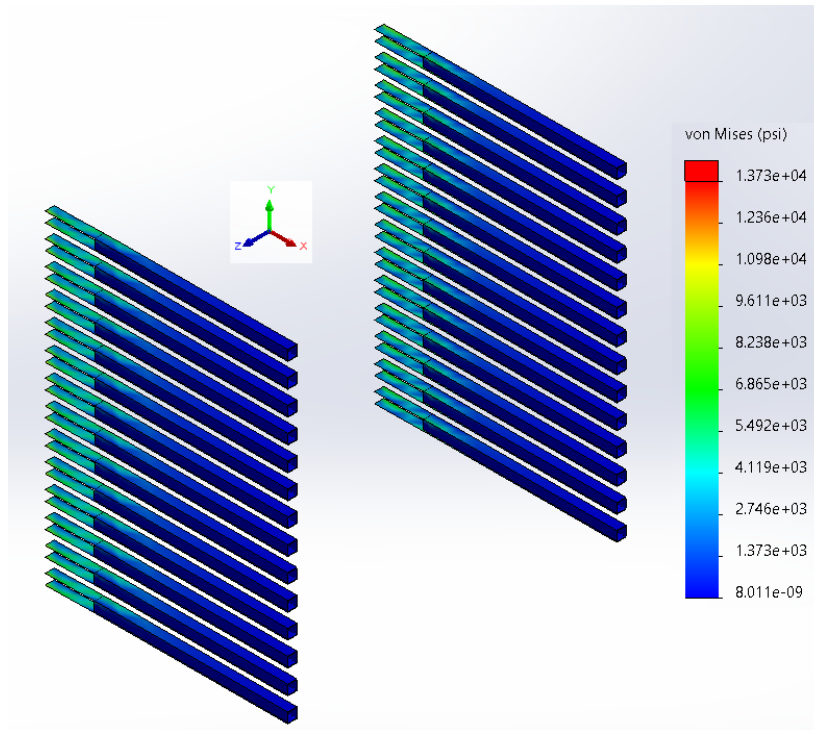 von Mises (psi)
1.373e+04
1.236e+04
1.098e+04
9.611e+03
8.238e+03
6.865e+03
5.492e+03
4.119e+03
2.746e+03
1.373e+03
8.011e-09
Y
Z
X